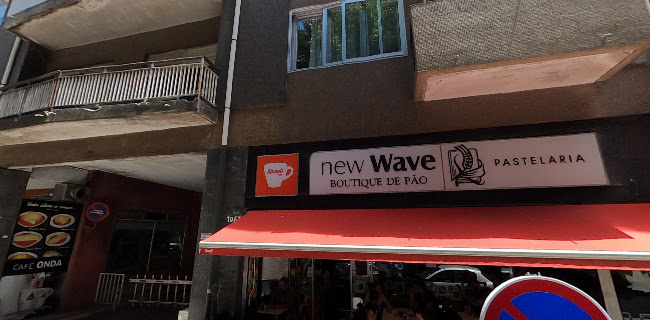 new Wave
BOUTIQUE DE PÃO
PASTELARIA
CAFE ONDA